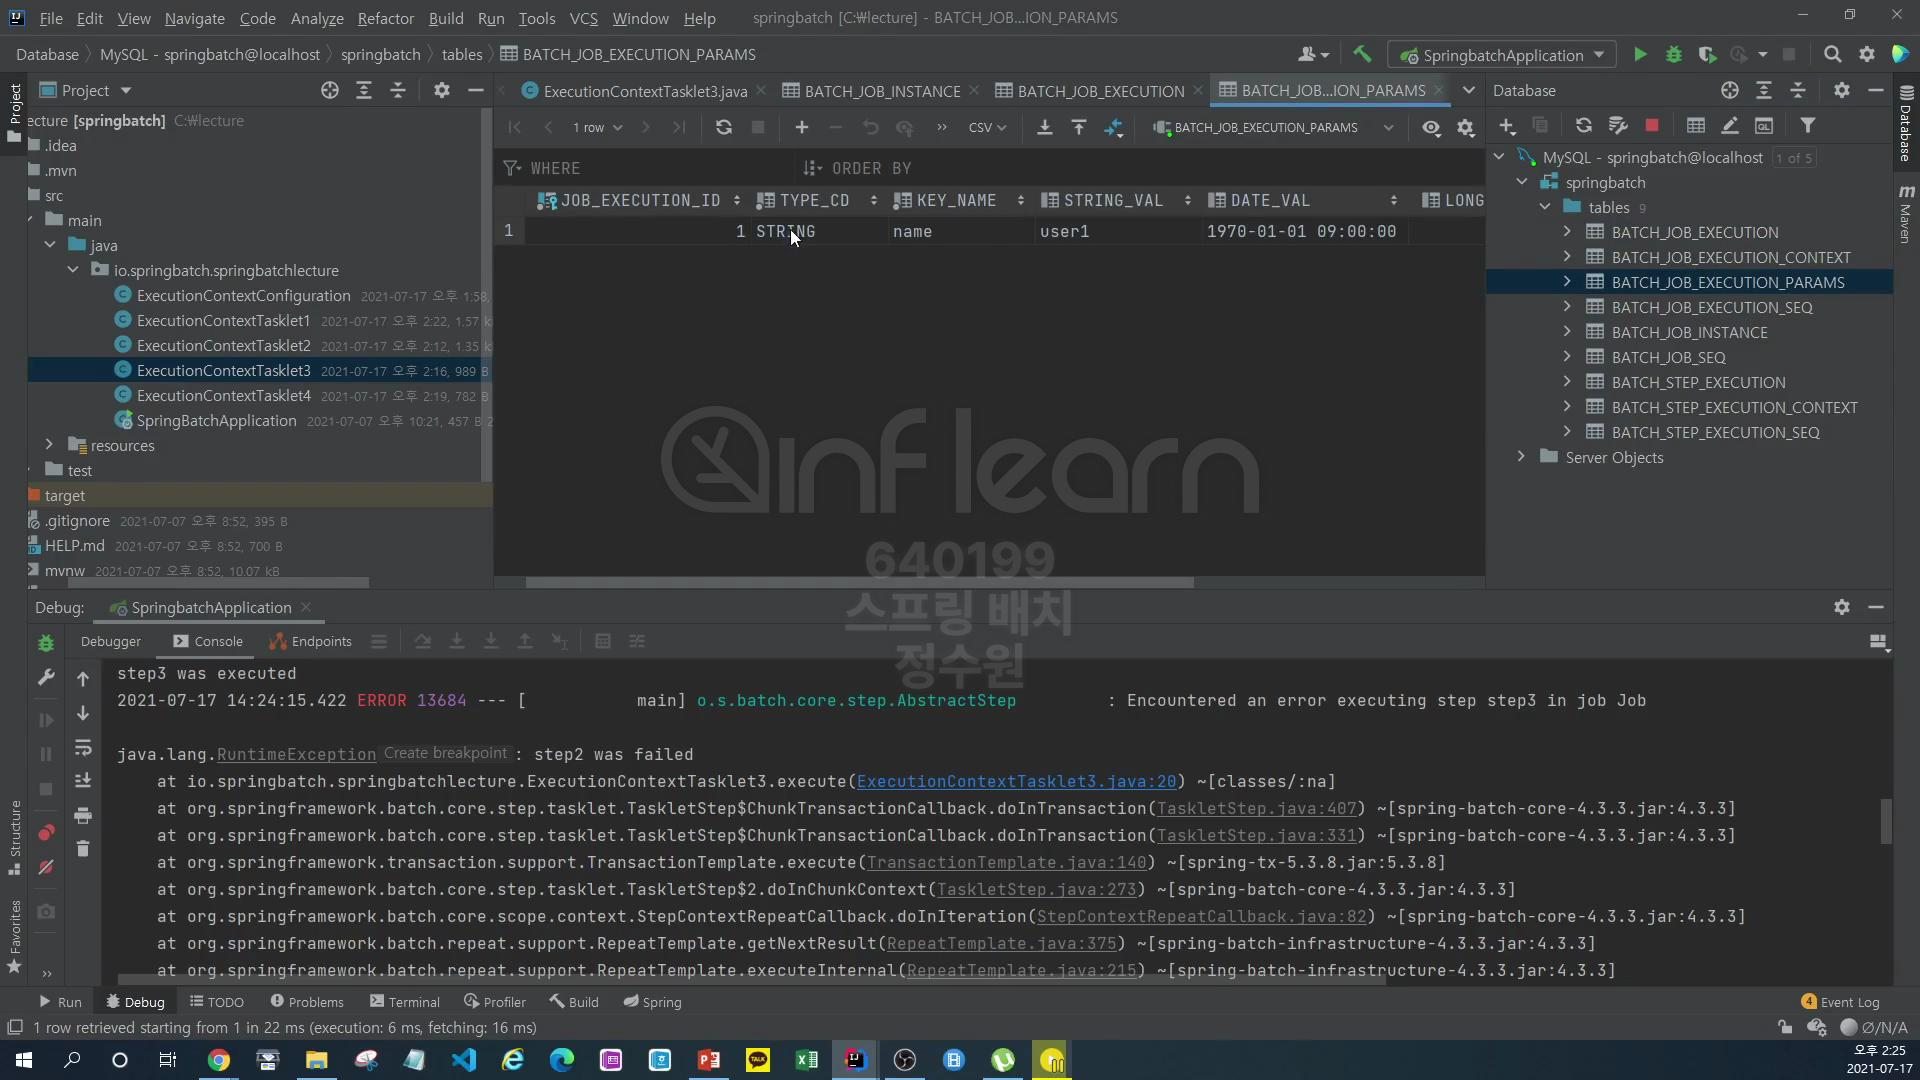 File Edit View Navigate Code Analyze Refactor Build Run Tools VCS Window Help springbatch [C:₩lecture] - BATCH_JOB...ION_PARAMS
Database MySQL - springbatch@localhost springbatch tables BATCH_JOB_EXECUTION_PARAMS SpringbatchApplication
Project
ExecutionContextTasklet3.java BATCH_JOB_INSTANCE BATCH_JOB_EXECUTION BATCH_JOB...ION_PARAMS
Database
1 row CSV BATCH_JOB_EXECUTION_PARAMS
WHERE ORDER BY
JOB_EXECUTION_ID TYPE_CD KEY_NAME STRING_VAL DATE_VAL LONG
1 1 STRING name user1 1970-01-01 09:00:00
ecture [springbatch] C:₩lecture
.idea
.mvn
src
main
java
io.springbatch.springbatchlecture
ExecutionContextConfiguration 2021-07-17 오후 1:58,
ExecutionContextTasklet1 2021-07-17 오후 2:22, 1.57 k
ExecutionContextTasklet2 2021-07-17 오후 2:12, 1.35 k
ExecutionContextTasklet3 2021-07-17 오후 2:16, 989 B
ExecutionContextTasklet4 2021-07-17 오후 2:19, 782 B
SpringBatchApplication 2021-07-07 오후 10:21, 457 B 2
resources
test
target
.gitignore 2021-07-07 오후 8:52, 395 B
HELP.md 2021-07-07 오후 8:52, 700 B
mvnw 2021-07-07 오후 8:52, 10.07 kB
MySQL - springbatch@localhost 1 of 5
springbatch
tables 9
BATCH_JOB_EXECUTION
BATCH_JOB_EXECUTION_CONTEXT
BATCH_JOB_EXECUTION_PARAMS
BATCH_JOB_EXECUTION_SEQ
BATCH_JOB_INSTANCE
BATCH_JOB_SEQ
BATCH_STEP_EXECUTION
BATCH_STEP_EXECUTION_CONTEXT
BATCH_STEP_EXECUTION_SEQ
Server Objects
Project
Structure
Favorites
Database
Maven
inflearn
640199
스프링 배치
정수원
Debug: SpringbatchApplication
Debugger Console Endpoints
step3 was executed
2021-07-17 14:24:15.422 ERROR 13684 --- [ main] o.s.batch.core.step.AbstractStep : Encountered an error executing step step3 in job Job
java.lang.RuntimeException Create breakpoint : step2 was failed
at io.springbatch.springbatchlecture.ExecutionContextTasklet3.execute(ExecutionContextTasklet3.java:20) ~[classes/:na]
at org.springframework.batch.core.step.tasklet.TaskletStep$ChunkTransactionCallback.doInTransaction(TaskletStep.java:407) ~[spring-batch-core-4.3.3.jar:4.3.3]
at org.springframework.batch.core.step.tasklet.TaskletStep$ChunkTransactionCallback.doInTransaction(TaskletStep.java:331) ~[spring-batch-core-4.3.3.jar:4.3.3]
at org.springframework.transaction.support.TransactionTemplate.execute(TransactionTemplate.java:140) ~[spring-tx-5.3.8.jar:5.3.8]
at org.springframework.batch.core.step.tasklet.TaskletStep$2.doInChunkContext(TaskletStep.java:273) ~[spring-batch-core-4.3.3.jar:4.3.3]
at org.springframework.batch.core.scope.context.StepContextRepeatCallback.doInIteration(StepContextRepeatCallback.java:82) ~[spring-batch-core-4.3.3.jar:4.3.3]
at org.springframework.batch.repeat.support.RepeatTemplate.getNextResult(RepeatTemplate.java:375) ~[spring-batch-infrastructure-4.3.3.jar:4.3.3]
at org.springframework.batch.repeat.support.RepeatTemplate.executeInternal(RepeatTemplate.java:215) ~[spring-batch-infrastructure-4.3.3.jar:4.3.3]
Run Debug TODO Problems Terminal Profiler Build Spring 4 Event Log
1 row retrieved starting from 1 in 22 ms (execution: 6 ms, fetching: 16 ms) Ø/N/A
오후 2:25
2021-07-17